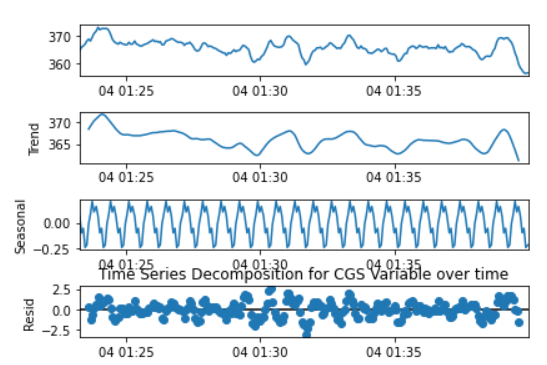 370
360
04 01:25 04 01:30 04 01:35
Trend
370
365
04 01:25 04 01:30 04 01:35
Seasonal
0.00
−0.25
04 01:25 04 01:30 04 01:35
Time Series Decomposition for CGS Variable over time
Resid
2.5
0.0
−2.5
04 01:25 04 01:30 04 01:35